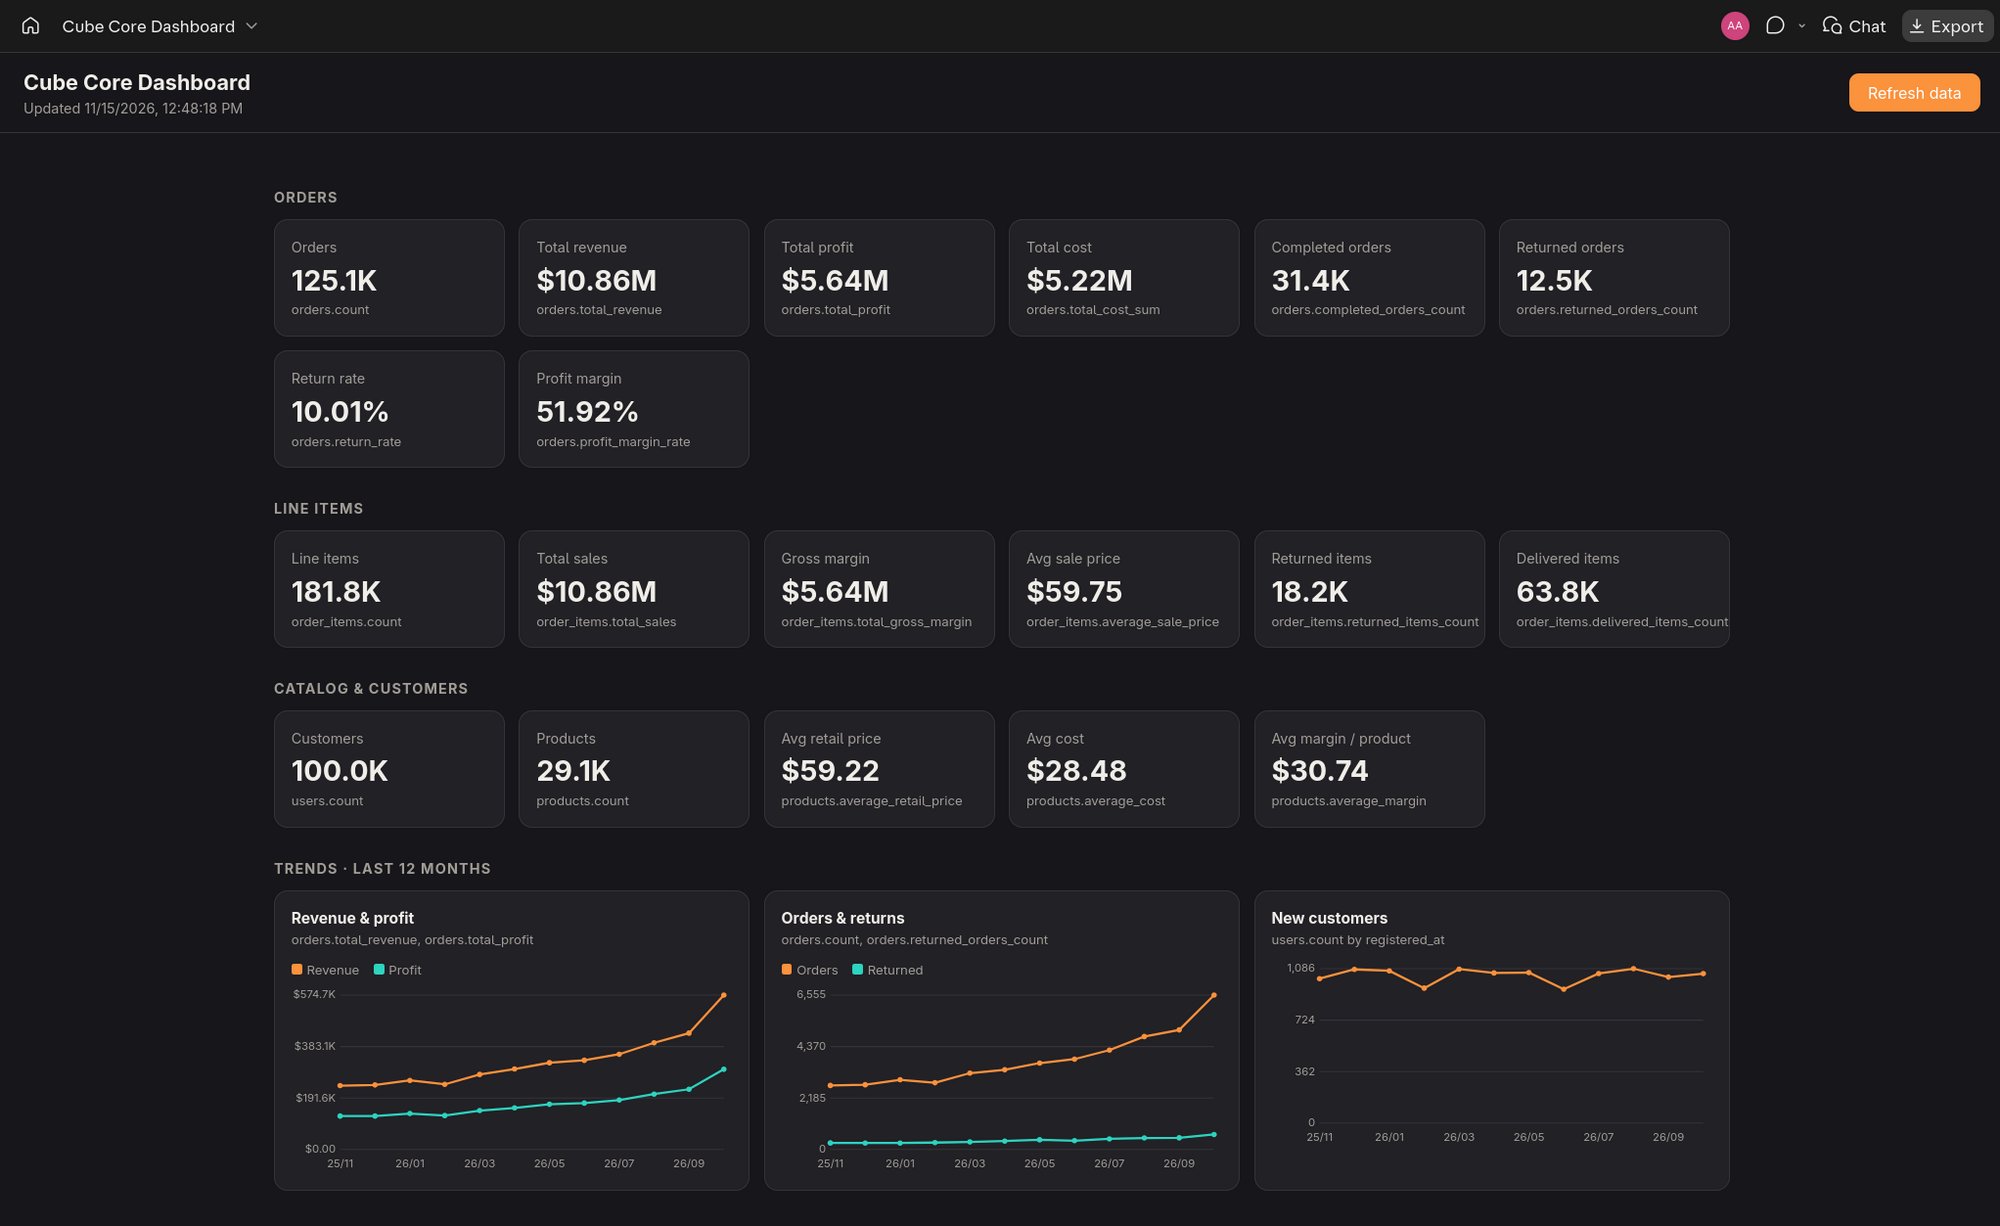 Cube Core Dashboard
AA
Chat
Export
Cube Core Dashboard
Updated 11/15/2026, 12:48:18 PM
Refresh data
ORDERS
Orders
125.1K
orders.count
Total revenue
$10.86M
orders.total_revenue
Total profit
$5.64M
orders.total_profit
Total cost
$5.22M
orders.total_cost_sum
Completed orders
31.4K
orders.completed_orders_count
Returned orders
12.5K
orders.returned_orders_count
Return rate
10.01%
orders.return_rate
Profit margin
51.92%
orders.profit_margin_rate
LINE ITEMS
Line items
181.8K
order_items.count
Total sales
$10.86M
order_items.total_sales
Gross margin
$5.64M
order_items.total_gross_margin
Avg sale price
$59.75
order_items.average_sale_price
Returned items
18.2K
order_items.returned_items_count
Delivered items
63.8K
order_items.delivered_items_count
CATALOG & CUSTOMERS
Customers
100.0K
users.count
Products
29.1K
products.count
Avg retail price
$59.22
products.average_retail_price
Avg cost
$28.48
products.average_cost
Avg margin / product
$30.74
products.average_margin
TRENDS · LAST 12 MONTHS
Revenue & profit
orders.total_revenue, orders.total_profit
Revenue Profit
$574.7K
$383.1K
$191.6K
$0.00
25/11 26/01 26/03 26/05 26/07 26/09
Orders & returns
orders.count, orders.returned_orders_count
Orders Returned
6,555
4,370
2,185
0
25/11 26/01 26/03 26/05 26/07 26/09
New customers
users.count by registered_at
1,086
724
362
0
25/11 26/01 26/03 26/05 26/07 26/09